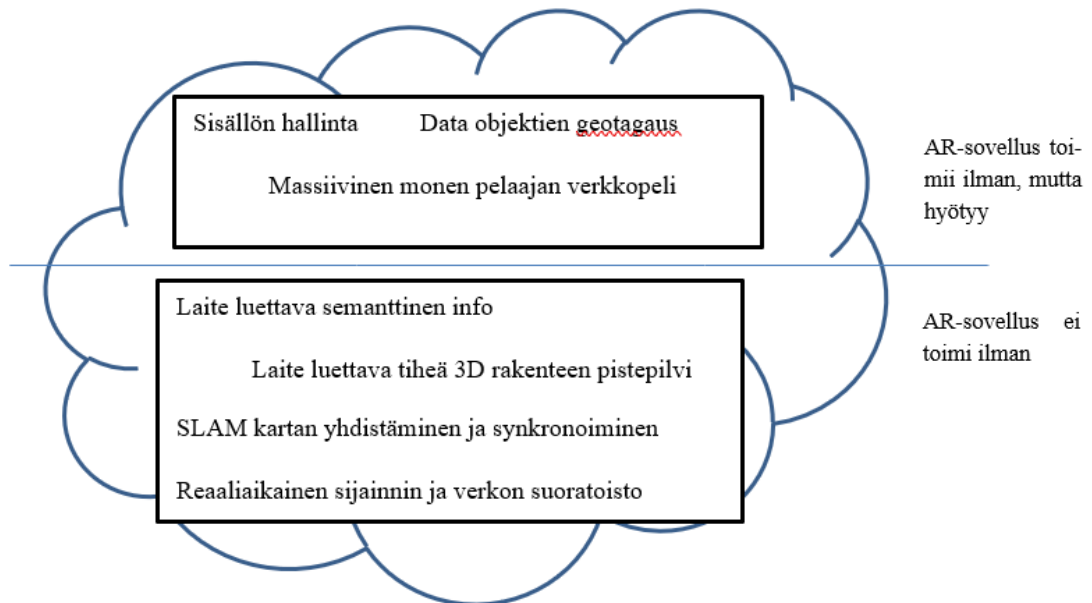 Sisällön hallinta Data objektien geotagaus
Massiivinen monen pelaajan verkkopeli
AR-sovellus toi-
mii ilman, mutta
hyötyy
Laite luettava semanttinen info
Laite luettava tiheä 3D rakenteen pistepilvi
SLAM kartan yhdistäminen ja synkronoiminen
Reaaliaikainen sijainnin ja verkon suoratoisto
AR-sovellus ei
toimi ilman